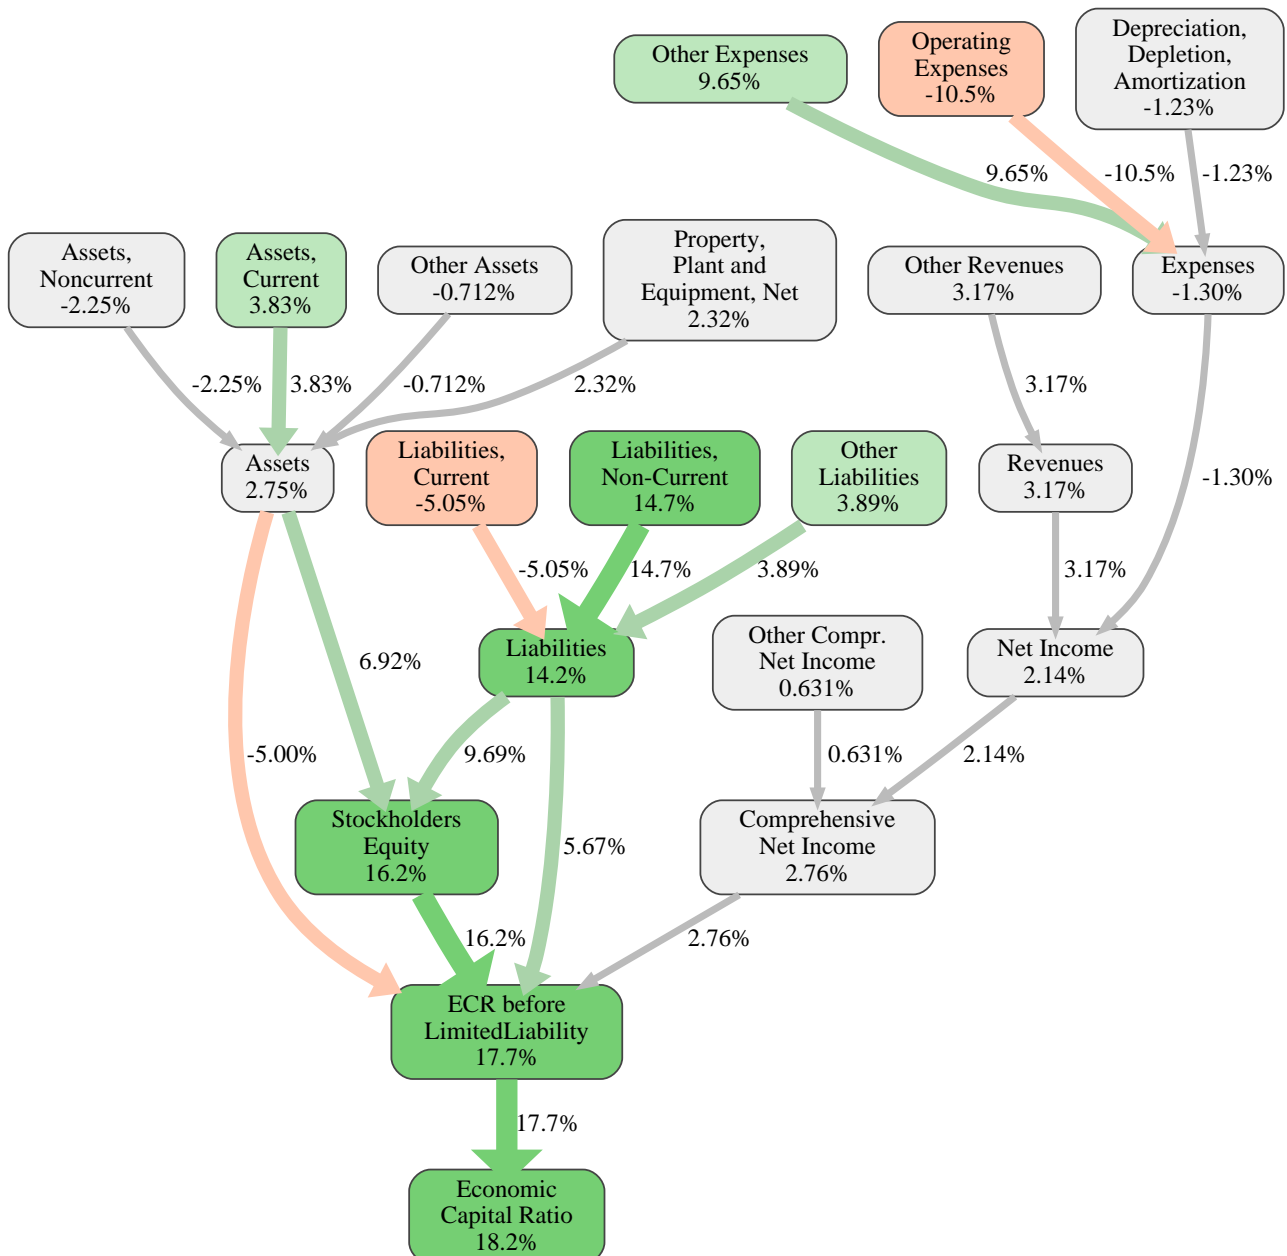 Other Expenses
9.65%
Operating
Expenses
-10.5%
Depreciation,
Depletion,
Amortization
-1.23%
9.65%
-10.5%
-1.23%
Assets,
Noncurrent
-2.25%
Assets,
Current
3.83%
Other Assets
-0.712%
Property,
Plant and
Equipment, Net
2.32%
Other Revenues
3.17%
Expenses
-1.30%
-2.25%
3.83%
-0.712%
2.32%
3.17%
-1.30%
Assets
2.75%
Liabilities,
Current
-5.05%
Liabilities,
Non-Current
14.7%
Other
Liabilities
3.89%
Revenues
3.17%
-5.05%
14.7%
3.89%
3.17%
Liabilities
14.2%
Other Compr.
Net Income
0.631%
Net Income
2.14%
6.92%
-5.00%
9.69%
0.631%
2.14%
Stockholders
Equity
16.2%
5.67%
Comprehensive
Net Income
2.76%
16.2%
2.76%
ECR before
LimitedLiability
17.7%
17.7%
Economic
Capital Ratio
18.2%